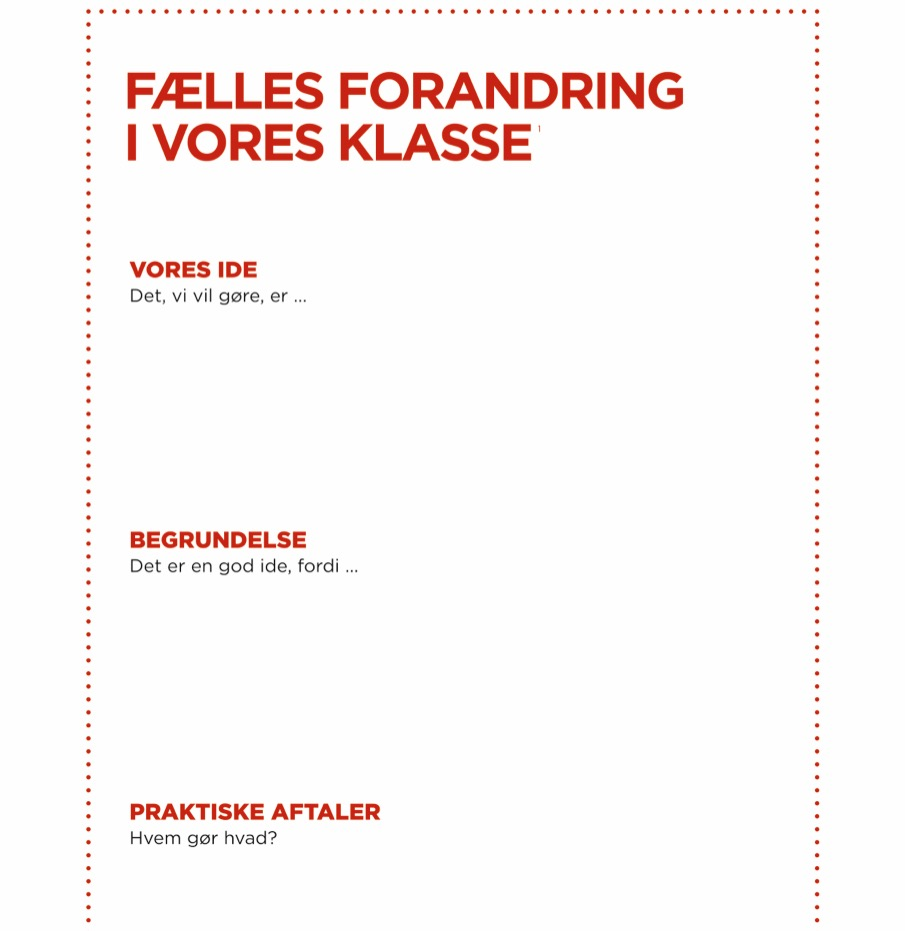 FÆLLES FORANDRING
I VORES KLASSE¹
VORES IDE
Det, vi vil gøre, er ...
BEGRUNDELSE
Det er en god ide, fordi ...
PRAKTISKE AFTALER
Hvem gør hvad?